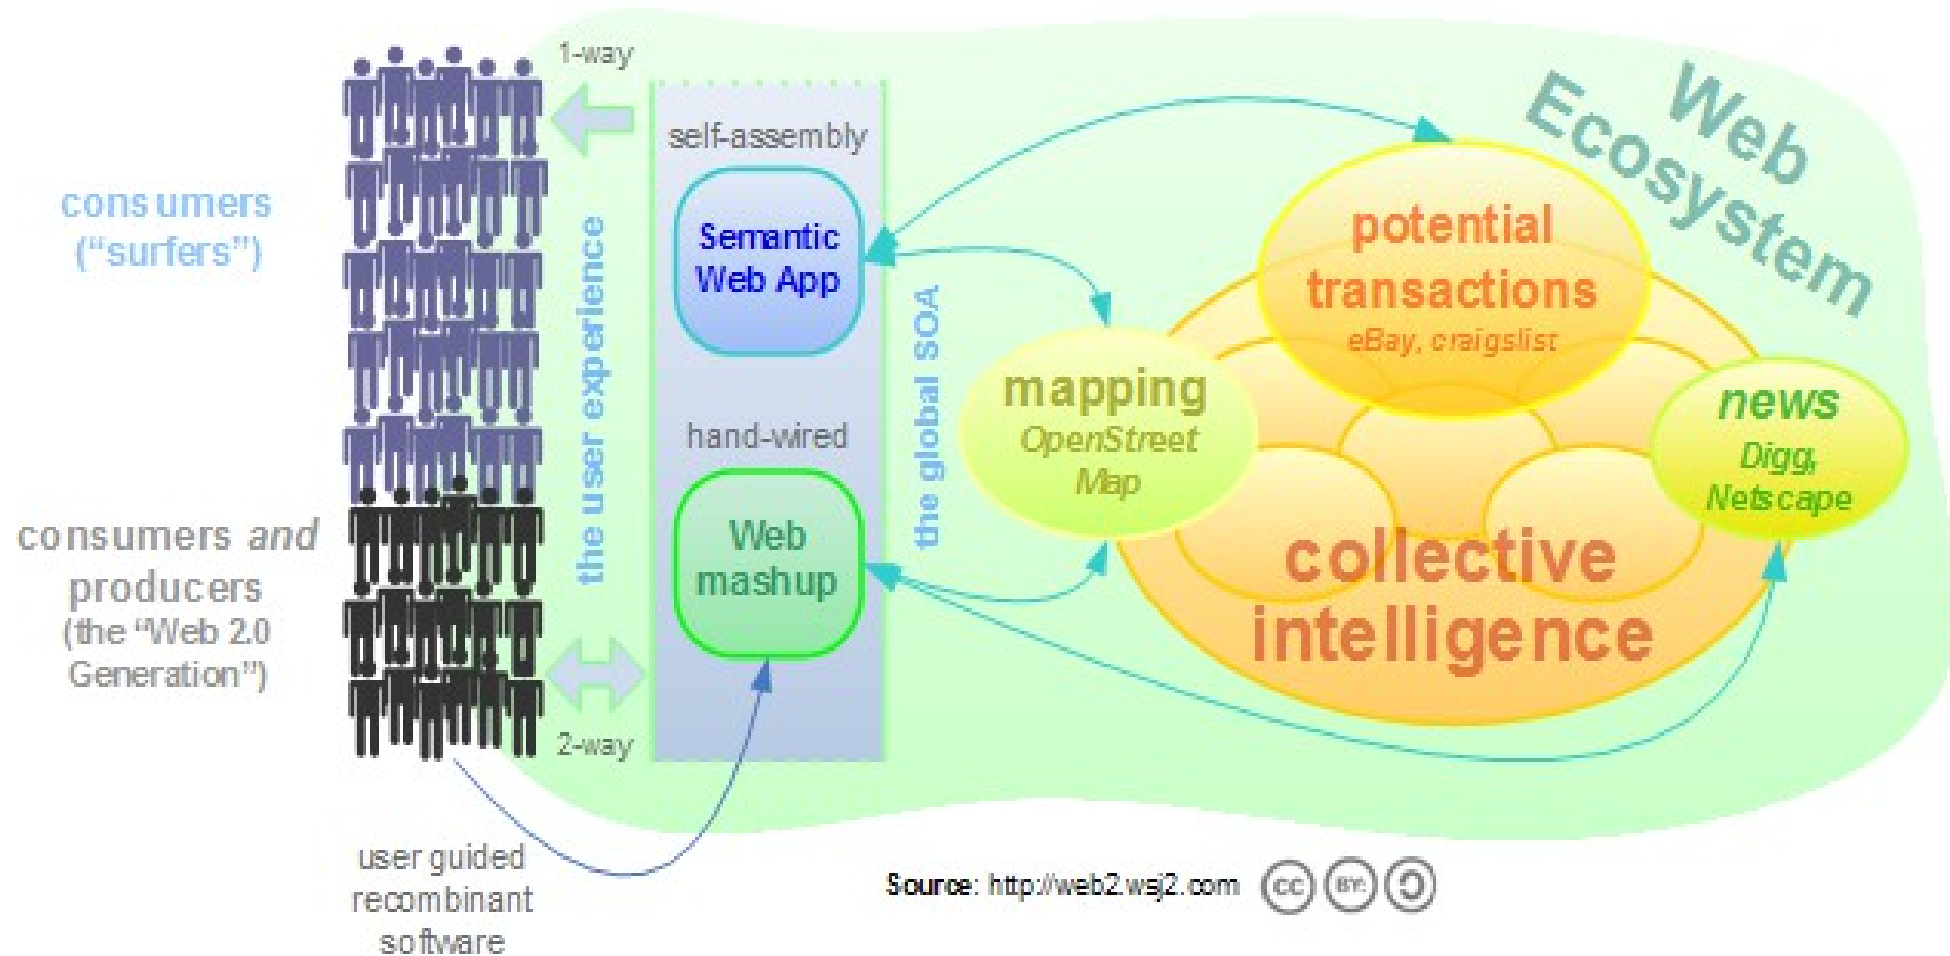 1-way
consumers
(“surfers”)
consumers and
producers
(the “Web 2.0
Generation”)
the user experience
2-way
user guided
recombinant
software
self-assembly
Semantic
Web App
hand-wired
Web
mashup
the global SOA
Web
Ecosystem
potential
transactions
eBay, craigslist
mapping
OpenStreet
Map
news
Digg,
Netscape
collective
intelligence
Source: http://web2.wsj2.com
CC BY: